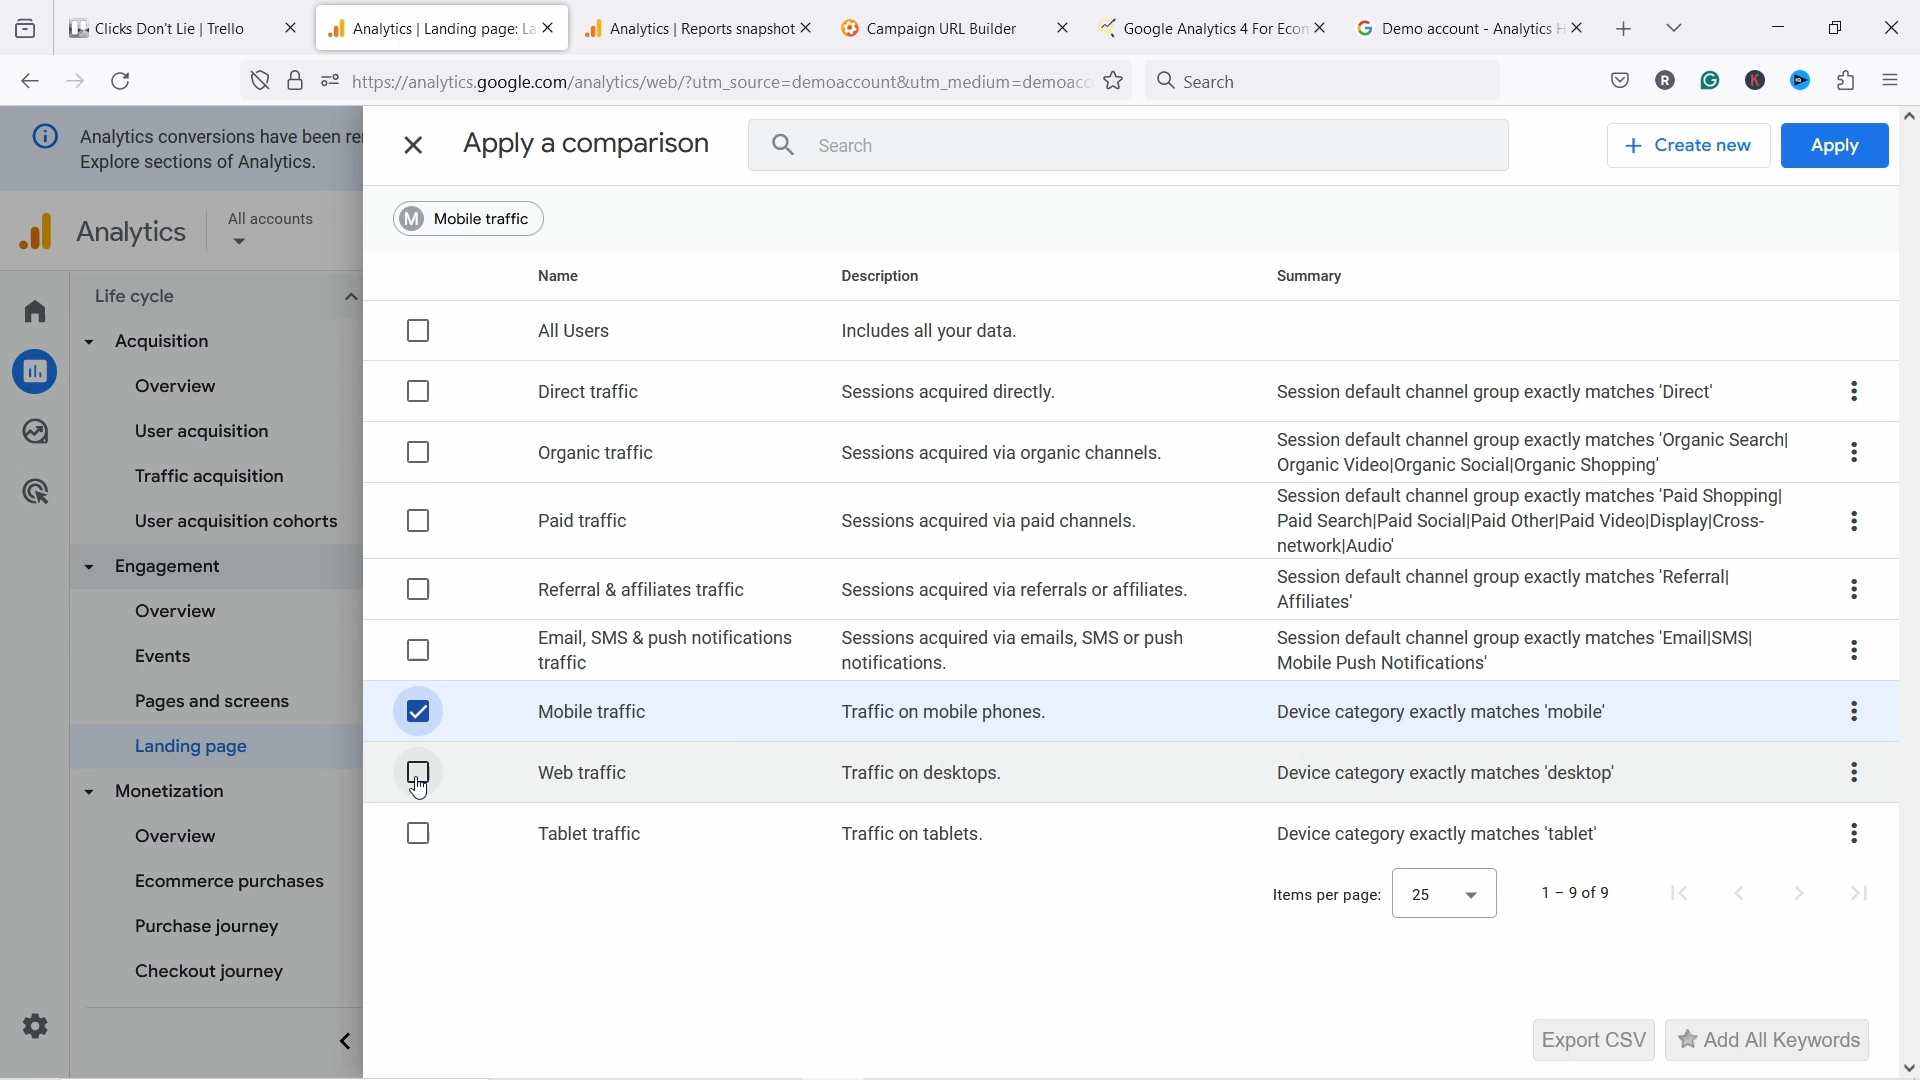 Clicks Don't Lie | Trello
Analytics | Landing page: La
Analytics | Reports snapshot
Campaign URL Builder
Google Analytics 4 For Econ
Demo account - Analytics H
https://analytics.google.com/analytics/web/?utm_source=demoaccount&utm_medium=demoacc
Search
Analytics conversions have been re
Explore sections of Analytics.
Apply a comparison
Search
+ Create new
Apply
Analytics
All accounts
M Mobile traffic
Life cycle
Acquisition
Overview
User acquisition
Traffic acquisition
User acquisition cohorts
Engagement
Overview
Events
Pages and screens
Landing page
Monetization
Overview
Ecommerce purchases
Purchase journey
Checkout journey
Name Description Summary
All Users Includes all your data.
Direct traffic Sessions acquired directly. Session default channel group exactly matches 'Direct'
Organic traffic Sessions acquired via organic channels. Session default channel group exactly matches 'Organic Search|
Organic Video|Organic Social|Organic Shopping'
Paid traffic Sessions acquired via paid channels. Session default channel group exactly matches 'Paid Shopping|
Paid Search|Paid Social|Paid Other|Paid Video|Display|Cross-
network|Audio'
Referral & affiliates traffic Sessions acquired via referrals or affiliates. Session default channel group exactly matches 'Referral|
Affiliates'
Email, SMS & push notifications Sessions acquired via emails, SMS or push Session default channel group exactly matches 'Email|SMS|
traffic notifications. Mobile Push Notifications'
Mobile traffic Traffic on mobile phones. Device category exactly matches 'mobile'
Web traffic Traffic on desktops. Device category exactly matches 'desktop'
Tablet traffic Traffic on tablets. Device category exactly matches 'tablet'
Items per page: 25 1 – 9 of 9
Export CSV
Add All Keywords